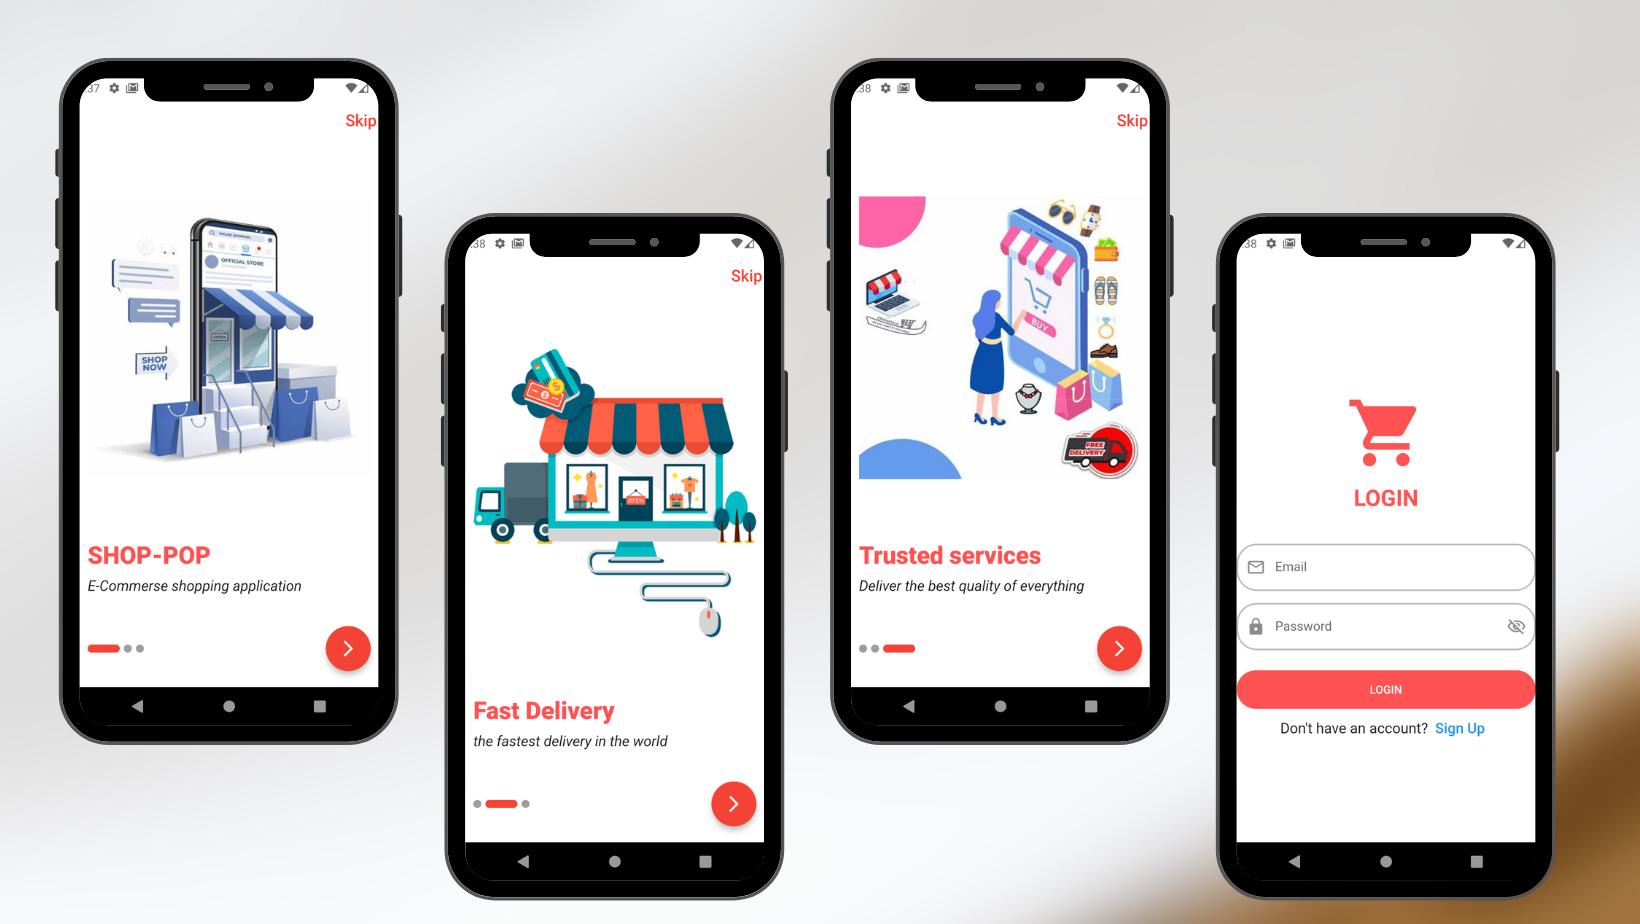 :37
Skip
ONLINE SHOPPING
OFFICIAL STORE
OPEN
SHOP
NOW
SHOP-POP
E-Commerse shopping application
:38
Skip
OPEN
Fast Delivery
the fastest delivery in the world
:38
Skip
BUY
FREE
DELIVERY
Trusted services
Deliver the best quality of everything
:38
LOGIN
Email
Password
LOGIN
Don't have an account? Sign Up